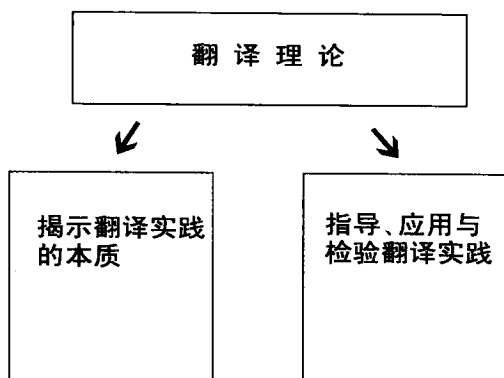 翻译理论
揭示翻译实践
的本质
指导、应用与
检验翻译实践